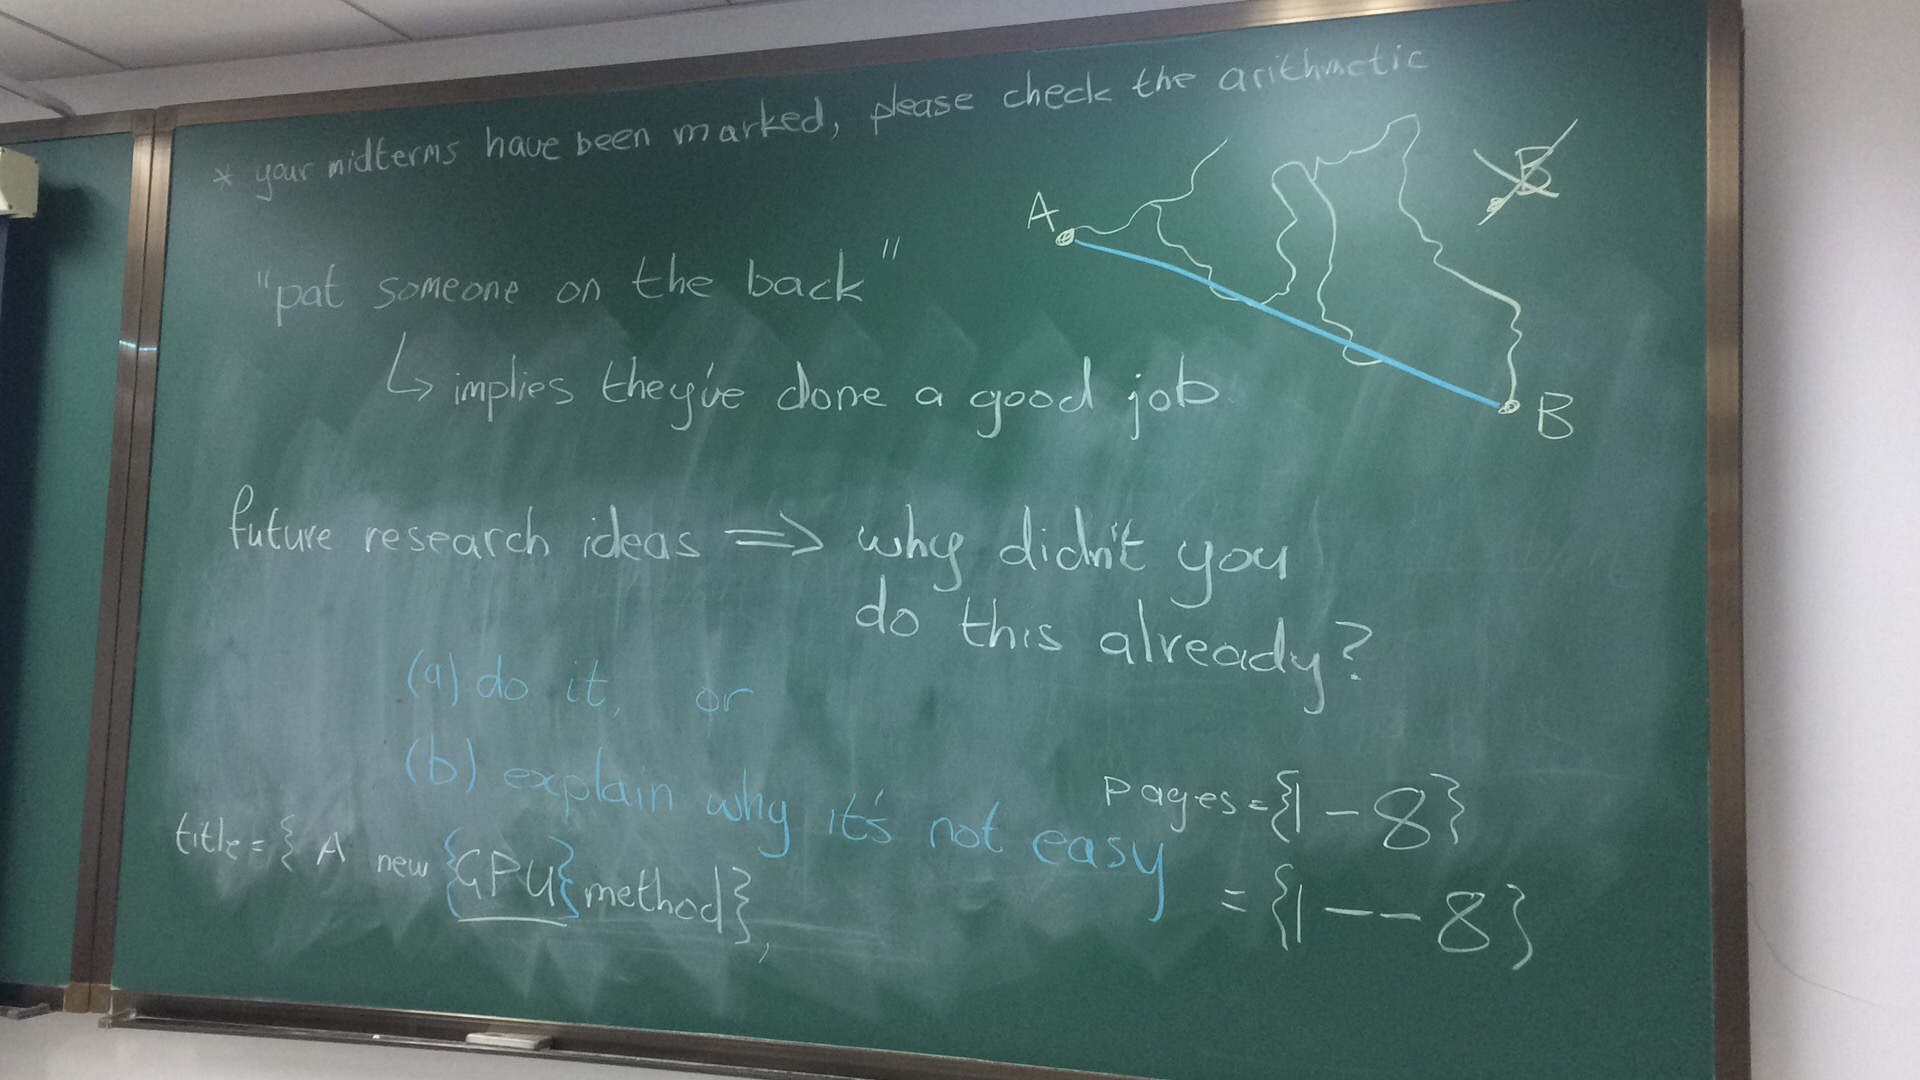 * your midterms have been marked, please check the arithmetic
A
B
B
"pat someone on the back"
↳ implies they've done a good job
future research ideas ⇒ why didn't you
do this already?
(a) do it, or
(b) explain why it's not easy
title = { A new {GPU} method},
pages = {1-8}
= {1--8}